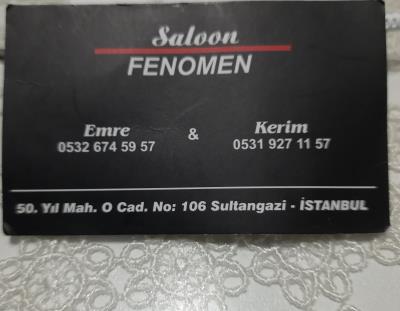 Saloon
FENOMEN
Emre & Kerim
0532 674 59 57 0531 927 11 57
50. Yıl Mah. O Cad. No: 106 Sultangazi - İSTANBUL